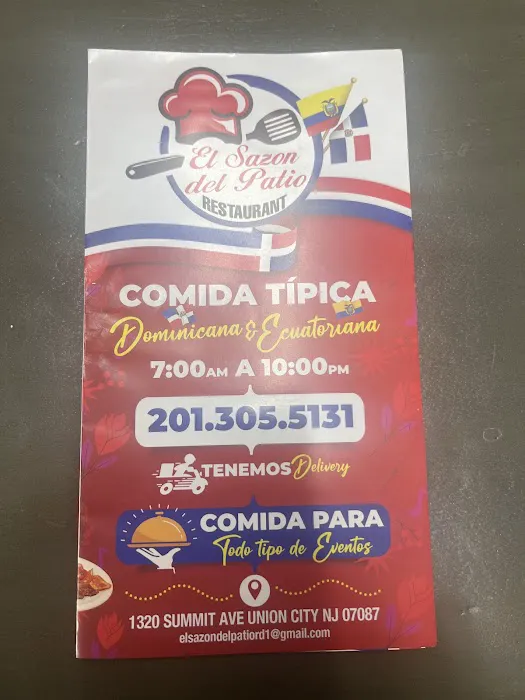 El Sazon
del Patio
RESTAURANT
COMIDA TÍPICA
Dominicana & Ecuatoriana
7:00AM A 10:00PM
201.305.5131
TENEMOS Delivery
COMIDA PARA
Todo tipo de Eventos
1320 SUMMIT AVE UNION CITY NJ 07087
elsazondelpatiord1@gmail.com